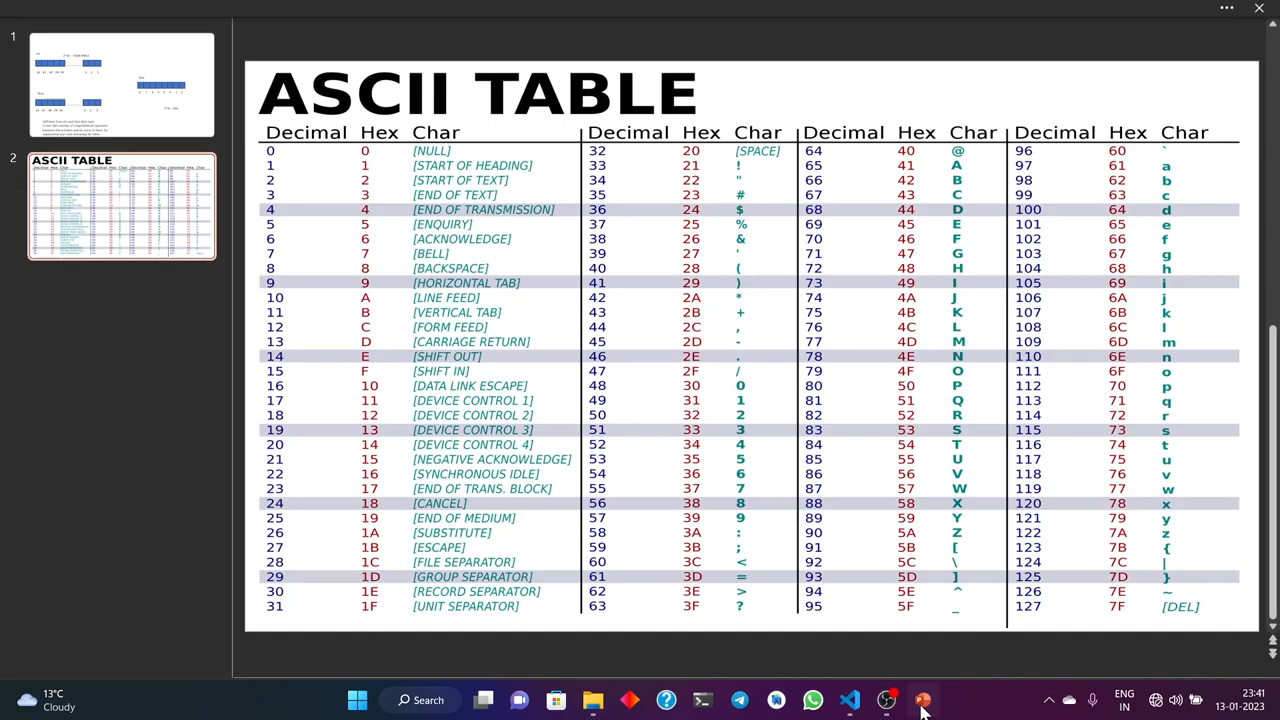 1
2
ASCII TABLE
ASCII TABLE
Decimal Hex Char Decimal Hex Char Decimal Hex Char Decimal Hex Char
0 0 [NULL] 32 20 [SPACE] 64 40 @ 96 60 `
1 1 [START OF HEADING] 33 21 ! 65 41 A 97 61 a
2 2 [START OF TEXT] 34 22 " 66 42 B 98 62 b
3 3 [END OF TEXT] 35 23 # 67 43 C 99 63 c
4 4 [END OF TRANSMISSION] 36 24 $ 68 44 D 100 64 d
5 5 [ENQUIRY] 37 25 % 69 45 E 101 65 e
6 6 [ACKNOWLEDGE] 38 26 & 70 46 F 102 66 f
7 7 [BELL] 39 27 ' 71 47 G 103 67 g
8 8 [BACKSPACE] 40 28 ( 72 48 H 104 68 h
9 9 [HORIZONTAL TAB] 41 29 ) 73 49 I 105 69 i
10 A [LINE FEED] 42 2A * 74 4A J 106 6A j
11 B [VERTICAL TAB] 43 2B + 75 4B K 107 6B k
12 C [FORM FEED] 44 2C , 76 4C L 108 6C l
13 D [CARRIAGE RETURN] 45 2D - 77 4D M 109 6D m
14 E [SHIFT OUT] 46 2E . 78 4E N 110 6E n
15 F [SHIFT IN] 47 2F / 79 4F O 111 6F o
16 10 [DATA LINK ESCAPE] 48 30 0 80 50 P 112 70 p
17 11 [DEVICE CONTROL 1] 49 31 1 81 51 Q 113 71 q
18 12 [DEVICE CONTROL 2] 50 32 2 82 52 R 114 72 r
19 13 [DEVICE CONTROL 3] 51 33 3 83 53 S 115 73 s
20 14 [DEVICE CONTROL 4] 52 34 4 84 54 T 116 74 t
21 15 [NEGATIVE ACKNOWLEDGE] 53 35 5 85 55 U 117 75 u
22 16 [SYNCHRONOUS IDLE] 54 36 6 86 56 V 118 76 v
23 17 [END OF TRANS. BLOCK] 55 37 7 87 57 W 119 77 w
24 18 [CANCEL] 56 38 8 88 58 X 120 78 x
25 19 [END OF MEDIUM] 57 39 9 89 59 Y 121 79 y
26 1A [SUBSTITUTE] 58 3A : 90 5A Z 122 7A z
27 1B [ESCAPE] 59 3B ; 91 5B [ 123 7B {
28 1C [FILE SEPARATOR] 60 3C < 92 5C \ 124 7C |
29 1D [GROUP SEPARATOR] 61 3D = 93 5D ] 125 7D }
30 1E [RECORD SEPARATOR] 62 3E > 94 5E ^ 126 7E ~
31 1F [UNIT SEPARATOR] 63 3F ? 95 5F _ 127 7F [DEL]
13°C
Cloudy
Search
ENG
IN
23:41
13-01-2023